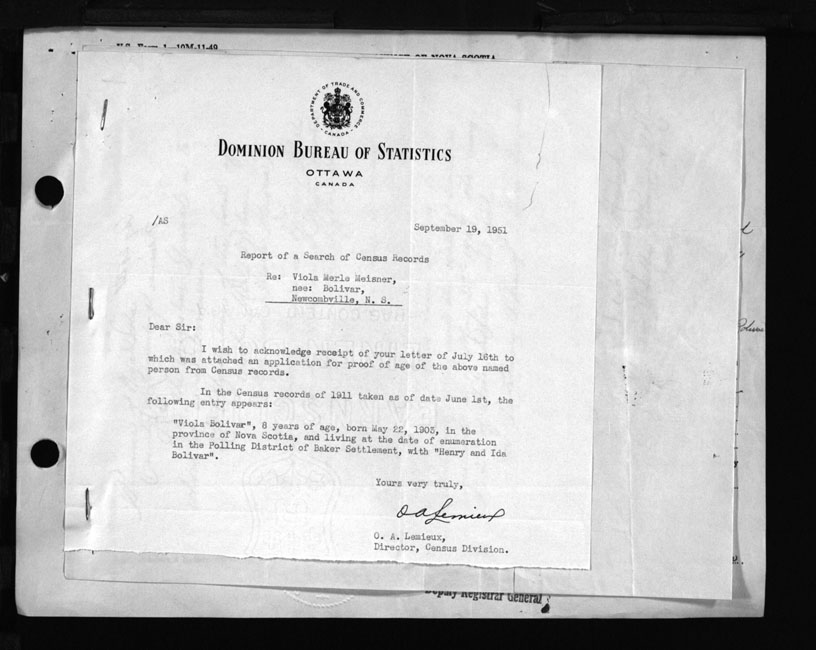 N.S. Form 1—10M-11-49
DEPARTMENT OF TRADE AND COMMERCE
CANADA
DOMINION BUREAU OF STATISTICS
OTTAWA
CANADA
/AS
September 19, 1951
Report of a Search of Census Records
Re: Viola Merle Meisner,
nee: Bolivar,
Newcombville, N. S.
Dear Sir:
I wish to acknowledge receipt of your letter of July 16th to
which was attached an application for proof of age of the above named
person from Census records.
In the Census records of 1911 taken as of date June 1st, the
following entry appears:
"Viola Bolivar", 8 years of age, born May 22, 1903, in the
province of Nova Scotia, and living at the date of enumeration
in the Polling District of Baker Settlement, with "Henry and Ida
Bolivar".
Yours very truly,
O A Lemieux
O. A. Lemieux,
Director, Census Division.
Deputy Registrar General